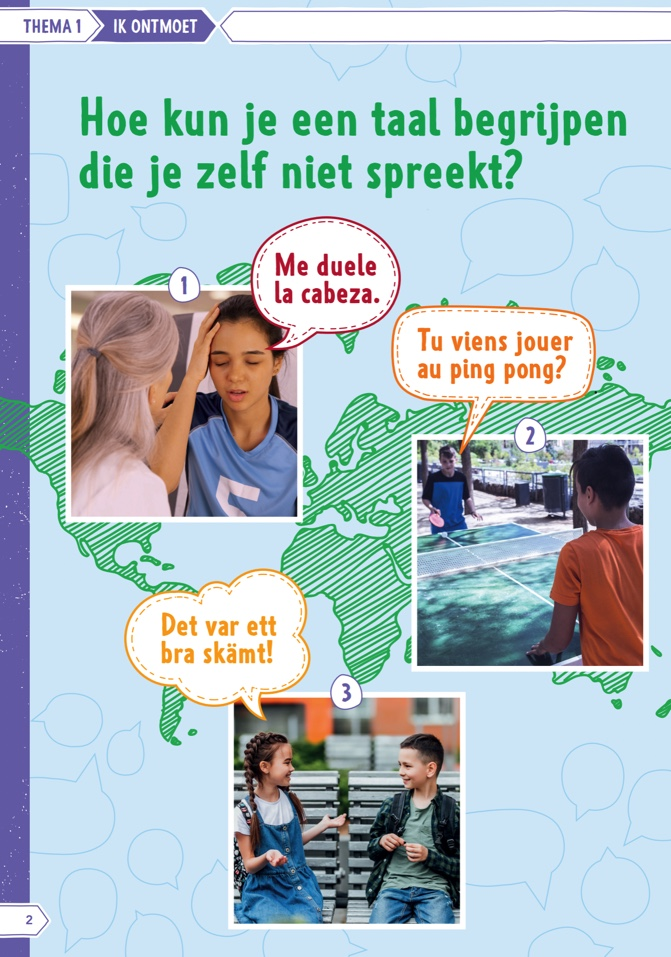 THEMA 1 IK ONTMOET
Hoe kun je een taal begrijpen
die je zelf niet spreekt?
1
Me duele
la cabeza.
Tu viens jouer
au ping pong?
2
5
Det var ett
bra skämt!
3
2